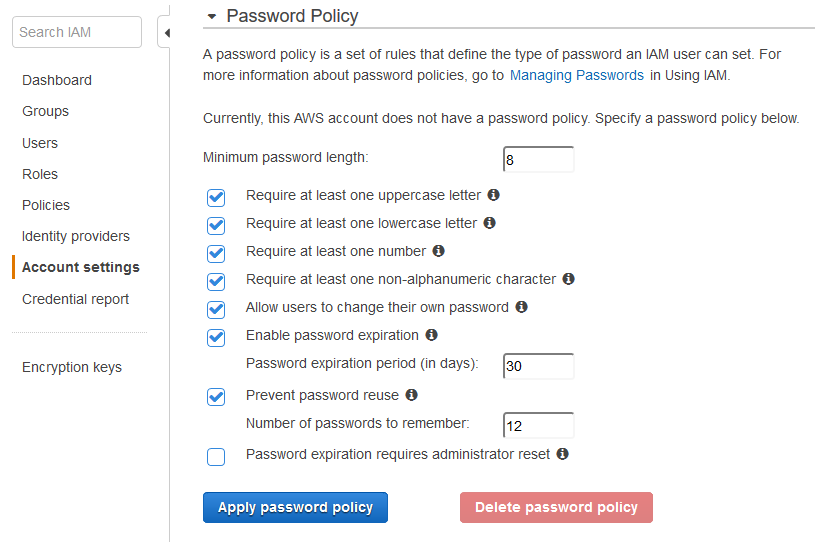 Search IAM
Dashboard
Groups
Users
Roles
Policies
Identity providers
Account settings
Credential report
Encryption keys
Password Policy
A password policy is a set of rules that define the type of password an IAM user can set. For
more information about password policies, go to Managing Passwords in Using IAM.
Currently, this AWS account does not have a password policy. Specify a password policy below.
Minimum password length: 8
Require at least one uppercase letter
Require at least one lowercase letter
Require at least one number
Require at least one non-alphanumeric character
Allow users to change their own password
Enable password expiration
Password expiration period (in days): 30
Prevent password reuse
Number of passwords to remember: 12
Password expiration requires administrator reset
Apply password policy Delete password policy